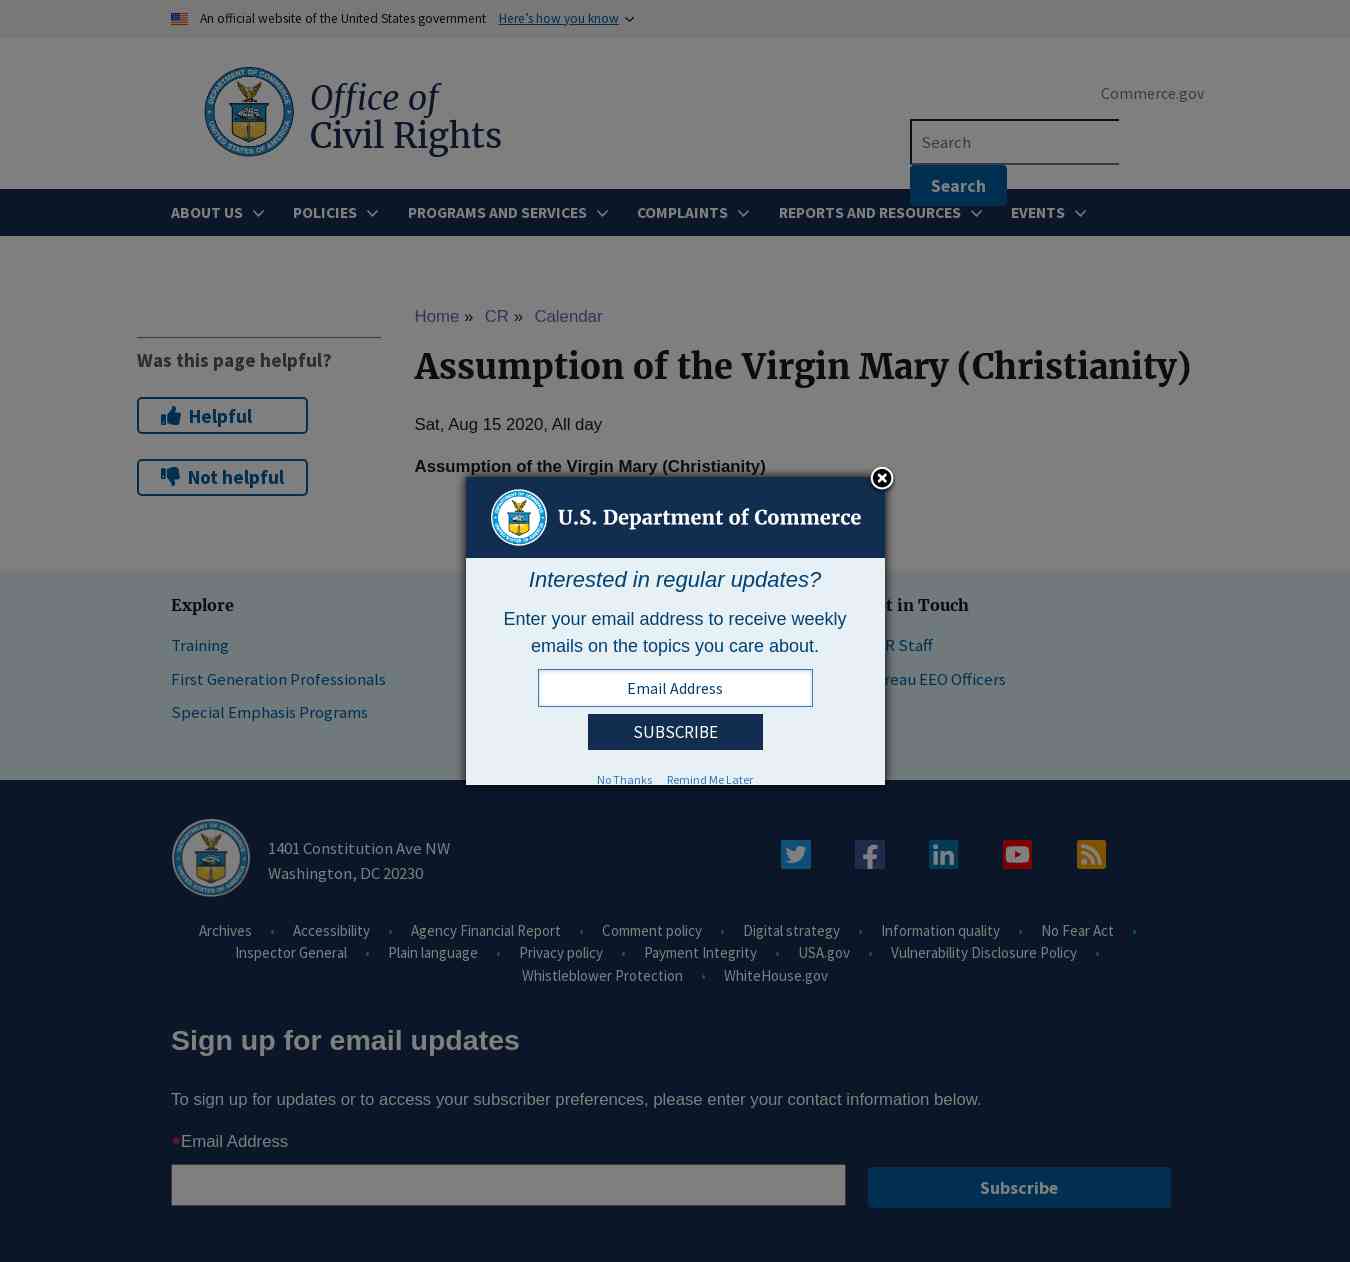 An official website of the United States government Here's how you know
Office of
Civil Rights
Commerce.gov
Search
Search
ABOUT US POLICIES PROGRAMS AND SERVICES COMPLAINTS REPORTS AND RESOURCES EVENTS
Home » CR » Calendar
Was this page helpful?
Helpful
Not helpful
Assumption of the Virgin Mary (Christianity)
Sat, Aug 15 2020, All day
Assumption of the Virgin Mary (Christianity)
U.S. Department of Commerce
Interested in regular updates?
Enter your email address to receive weekly
emails on the topics you care about.
Email Address
SUBSCRIBE
No Thanks Remind Me Later
Explore
Training
First Generation Professionals
Special Emphasis Programs
t in Touch
R Staff
reau EEO Officers
1401 Constitution Ave NW
Washington, DC 20230
Archives • Accessibility • Agency Financial Report • Comment policy • Digital strategy • Information quality • No Fear Act •
Inspector General • Plain language • Privacy policy • Payment Integrity • USA.gov • Vulnerability Disclosure Policy •
Whistleblower Protection • WhiteHouse.gov
Sign up for email updates
To sign up for updates or to access your subscriber preferences, please enter your contact information below.
*Email Address
Subscribe